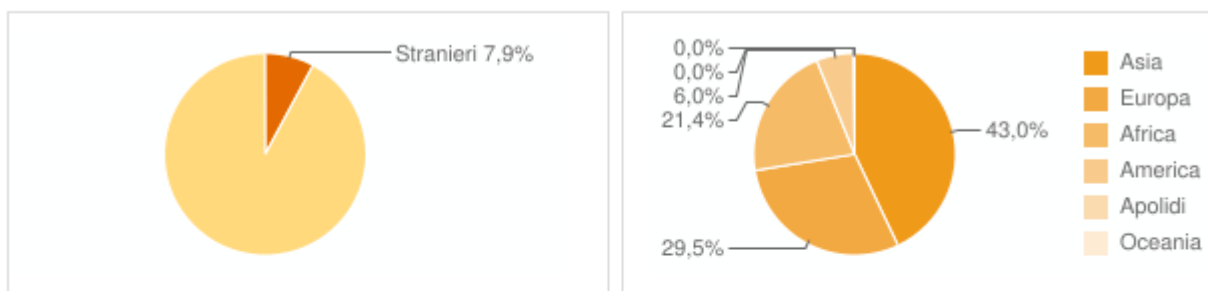 Stranieri 7,9%
0,0%
0,0%
6,0%
21,4%
29,5%
43,0%
Asia
Europa
Africa
America
Apolidi
Oceania